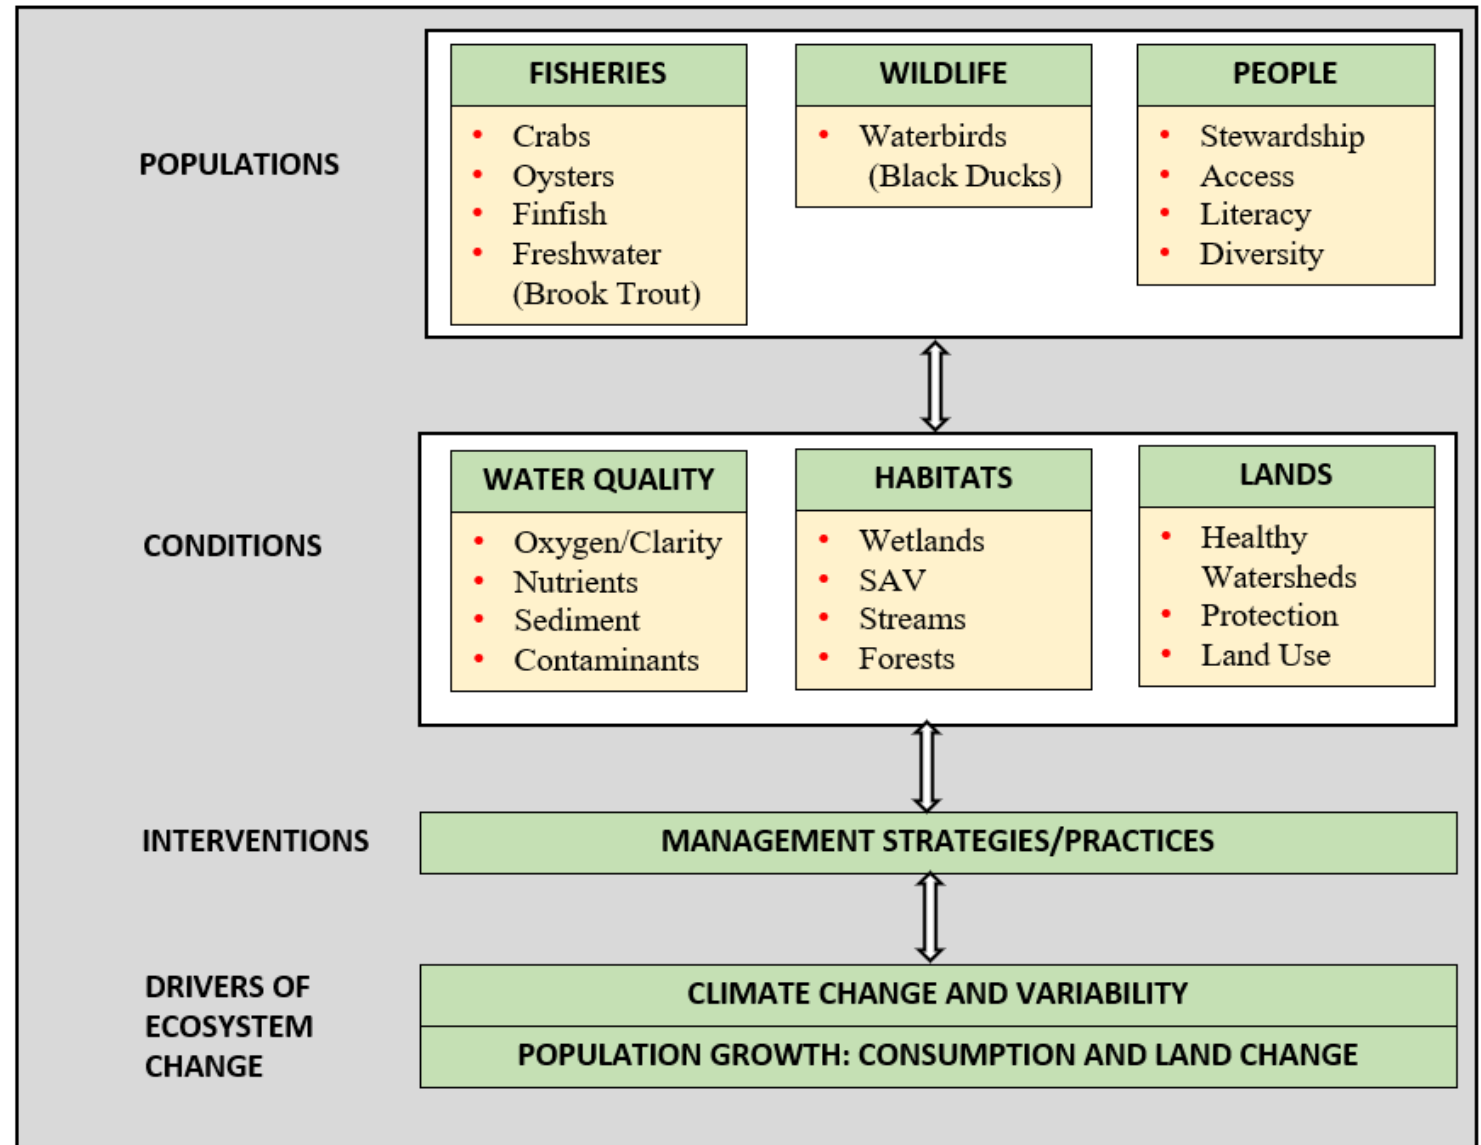 POPULATIONS
FISHERIES
• Crabs
• Oysters
• Finfish
• Freshwater
(Brook Trout)
WILDLIFE
• Waterbirds
(Black Ducks)
PEOPLE
• Stewardship
• Access
• Literacy
• Diversity
CONDITIONS
WATER QUALITY
• Oxygen/Clarity
• Nutrients
• Sediment
• Contaminants
HABITATS
• Wetlands
• SAV
• Streams
• Forests
LANDS
• Healthy
Watersheds
• Protection
• Land Use
INTERVENTIONS
MANAGEMENT STRATEGIES/PRACTICES
DRIVERS OF
ECOSYSTEM
CHANGE
CLIMATE CHANGE AND VARIABILITY
POPULATION GROWTH: CONSUMPTION AND LAND CHANGE